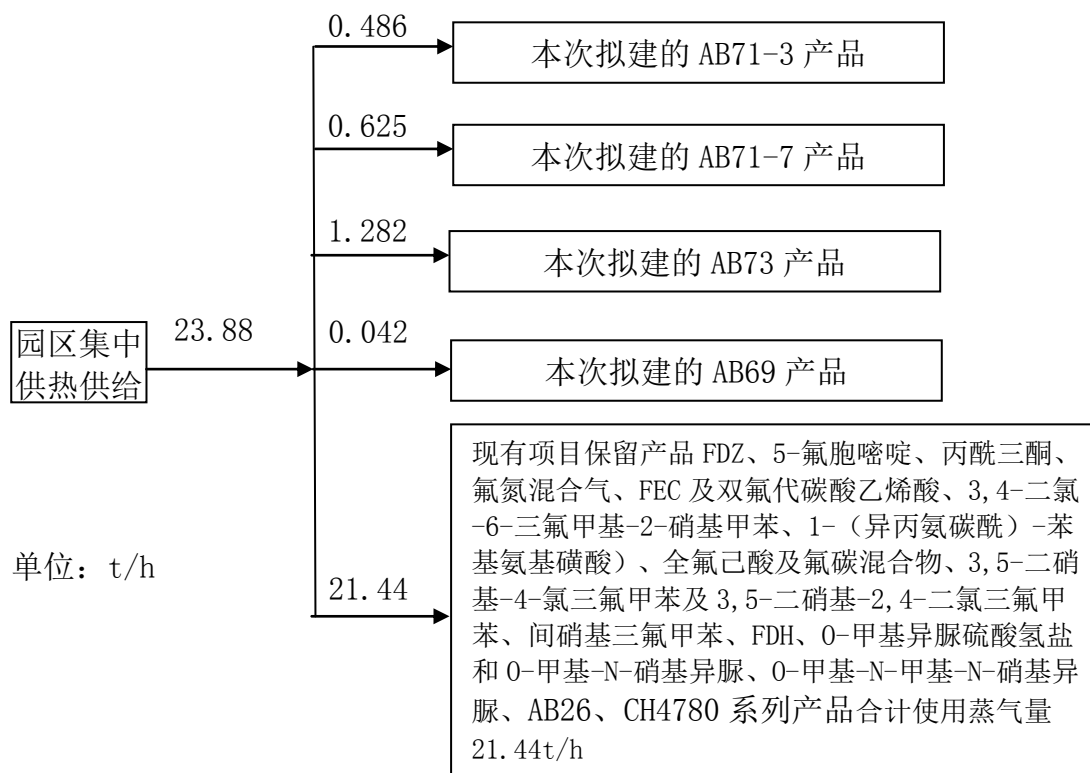 0.486
本次拟建的 AB71-3 产品
0.625
本次拟建的 AB71-7 产品
1.282
本次拟建的 AB73 产品
园区集中
供热供给
23.88
0.042
本次拟建的 AB69 产品
单位：t/h
21.44
现有项目保留产品 FDZ、5-氟胞嘧啶、丙酰三酮、
氟氮混合气、FEC 及双氟代碳酸乙烯酸、3,4-二氯
-6-三氟甲基-2-硝基甲苯、1-（异丙氨碳酰）-苯
基氨基磺酸）、全氟己酸及氟碳混合物、3,5-二硝
基-4-氯三氟甲苯及 3,5-二硝基-2,4-二氯三氟甲
苯、间硝基三氟甲苯、FDH、O-甲基异脲硫酸氢盐
和 O-甲基-N-硝基异脲、O-甲基-N-甲基-N-硝基异
脲、AB26、CH4780 系列产品合计使用蒸气量
21.44t/h